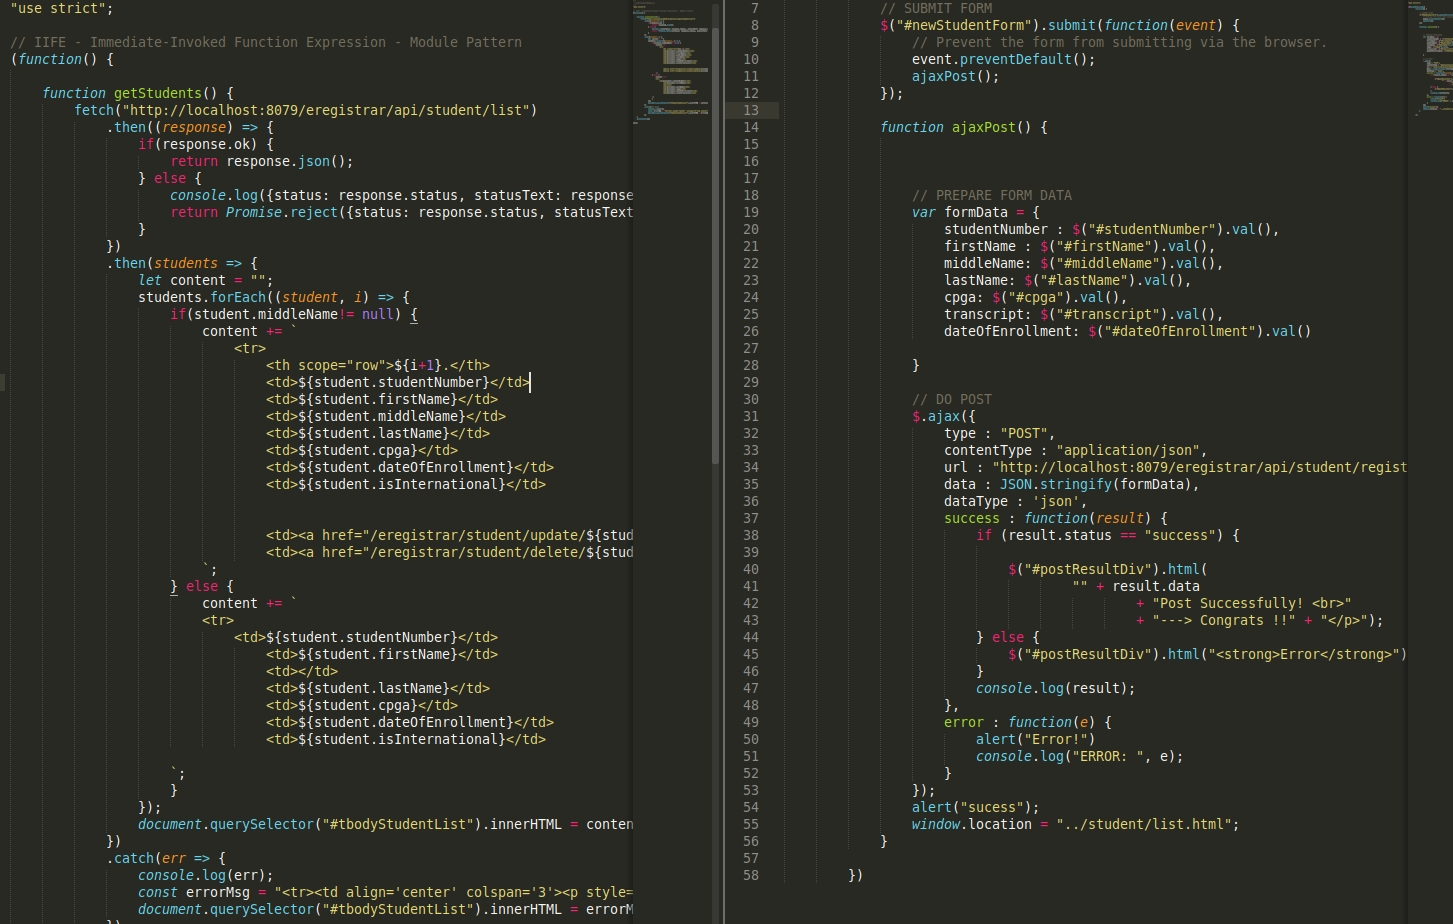 "use strict";
// IIFE - Immediate-Invoked Function Expression - Module Pattern
(function() {
function getStudents() {
fetch("http://localhost:8079/eregistrar/api/student/list")
.then((response) => {
if(response.ok) {
return response.json();
} else {
console.log({status: response.status, statusText: response
return Promise.reject({status: response.status, statusText
}
})
.then(students => {
let content = "";
students.forEach((student, i) => {
if(student.middleName!= null) {
content += `
<tr>
<th scope="row">${i+1}.</th>
<td>${student.studentNumber}</td>
<td>${student.firstName}</td>
<td>${student.middleName}</td>
<td>${student.lastName}</td>
<td>${student.cpga}</td>
<td>${student.dateOfEnrollment}</td>
<td>${student.isInternational}</td>
<td><a href="/eregistrar/student/update/${stud
<td><a href="/eregistrar/student/delete/${stud
`;
} else {
content += `
<tr>
<td>${student.studentNumber}</td>
<td>${student.firstName}</td>
<td></td>
<td>${student.lastName}</td>
<td>${student.cpga}</td>
<td>${student.dateOfEnrollment}</td>
<td>${student.isInternational}</td>
`;
}
});
document.querySelector("#tbodyStudentList").innerHTML = conten
})
.catch(err => {
console.log(err);
const errorMsg = "<tr><td align='center' colspan='3'><p style=
document.querySelector("#tbodyStudentList").innerHTML = errorM
7 // SUBMIT FORM
8 $("#newStudentForm").submit(function(event) {
9 // Prevent the form from submitting via the browser.
10 event.preventDefault();
11 ajaxPost();
12 });
13
14 function ajaxPost() {
15
16
17
18 // PREPARE FORM DATA
19 var formData = {
20 studentNumber : $("#studentNumber").val(),
21 firstName : $("#firstName").val(),
22 middleName: $("#middleName").val(),
23 lastName: $("#lastName").val(),
24 cpga: $("#cpga").val(),
25 transcript: $("#transcript").val(),
26 dateOfEnrollment: $("#dateOfEnrollment").val()
27
28 }
29
30 // DO POST
31 $.ajax({
32 type : "POST",
33 contentType : "application/json",
34 url : "http://localhost:8079/eregistrar/api/student/regist
35 data : JSON.stringify(formData),
36 dataType : 'json',
37 success : function(result) {
38 if (result.status == "success") {
39
40 $("#postResultDiv").html(
41 "" + result.data
42 + "Post Successfully! <br>"
43 + "---> Congrats !!" + "</p>");
44 } else {
45 $("#postResultDiv").html("<strong>Error</strong>")
46 }
47 console.log(result);
48 },
49 error : function(e) {
50 alert("Error!")
51 console.log("ERROR: ", e);
52 }
53 });
54 alert("sucess");
55 window.location = "../student/list.html";
56 }
57
58 })